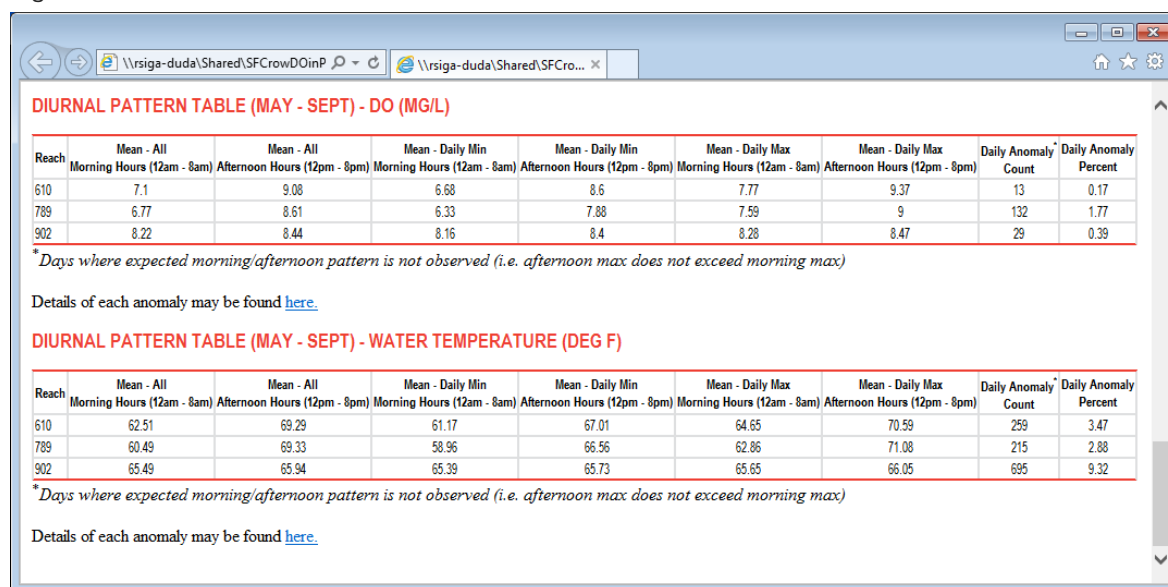 \\rsiga-duda\Shared\SFCrowDOinP
\\rsiga-duda\Shared\SFCro...
DIURNAL PATTERN TABLE (MAY - SEPT) - DO (MG/L)
Reach Mean - All Morning Hours (12am - 8am) Mean - All Afternoon Hours (12pm - 8pm) Mean - Daily Min Morning Hours (12am - 8am) Mean - Daily Min Afternoon Hours (12pm - 8pm) Mean - Daily Max Morning Hours (12am - 8am) Mean - Daily Max Afternoon Hours (12pm - 8pm) Daily Anomaly* Count Daily Anomaly Percent
610 7.1 9.08 6.68 8.6 7.77 9.37 13 0.17
789 6.77 8.61 6.33 7.88 7.59 9 132 1.77
902 8.22 8.44 8.16 8.4 8.28 8.47 29 0.39
*Days where expected morning/afternoon pattern is not observed (i.e. afternoon max does not exceed morning max)
Details of each anomaly may be found here.
DIURNAL PATTERN TABLE (MAY - SEPT) - WATER TEMPERATURE (DEG F)
Reach Mean - All Morning Hours (12am - 8am) Mean - All Afternoon Hours (12pm - 8pm) Mean - Daily Min Morning Hours (12am - 8am) Mean - Daily Min Afternoon Hours (12pm - 8pm) Mean - Daily Max Morning Hours (12am - 8am) Mean - Daily Max Afternoon Hours (12pm - 8pm) Daily Anomaly* Count Daily Anomaly Percent
610 62.51 69.29 61.17 67.01 64.65 70.59 259 3.47
789 60.49 69.33 58.96 66.56 62.86 71.08 215 2.88
902 65.49 65.94 65.39 65.73 65.65 66.05 695 9.32
*Days where expected morning/afternoon pattern is not observed (i.e. afternoon max does not exceed morning max)
Details of each anomaly may be found here.